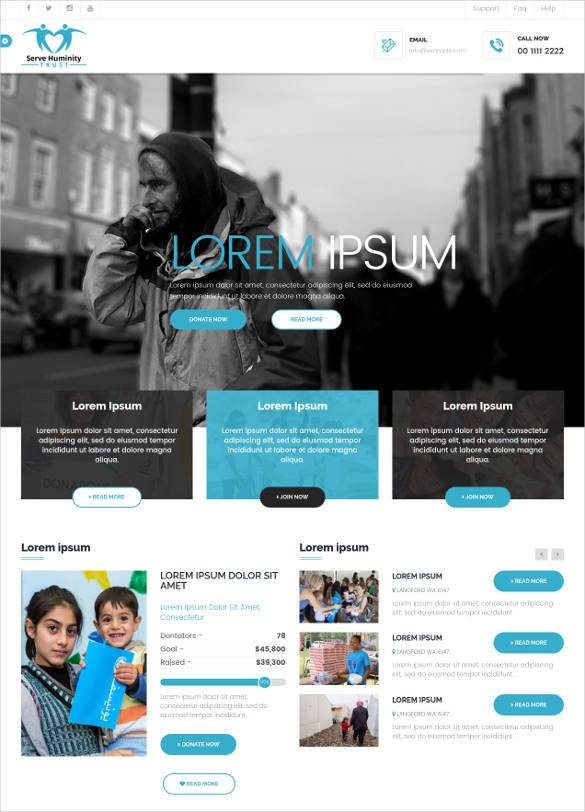 Support Faq Help
Serve Huminity
TRUST
EMAIL
info@example.com
CALL NOW
00 1111 2222
LOREM IPSUM
Lorem ipsum dolor sit amet, consectetur adipiscing elit, sed do eiusmod
tempor incididunt ut labore et dolore magna aliqua.
DONATE NOW
READ MORE
Lorem Ipsum
Lorem ipsum dolor sit amet, consectetur
adipiscing elit, sed do eiusmod tempor
incididunt ut labore et dolore magna
aliqua.
READ MORE
Lorem Ipsum
Lorem ipsum dolor sit amet, consectetur
adipiscing elit, sed do eiusmod tempor
incididunt ut labore et dolore magna
aliqua.
JOIN NOW
Lorem Ipsum
Lorem ipsum dolor sit amet, consectetur
adipiscing elit, sed do eiusmod tempor
incididunt ut labore et dolore magna
aliqua.
JOIN NOW
Lorem ipsum
LOREM IPSUM DOLOR SIT
AMET
Lorem ipsum Dolor Sit Amet,
Consectetur
Dontators - 78
Goal - $45,800
Raised - $39,300
Lorem ipsum dolor sit amet,
consectetur adipiscing elit, sed do
eiusmod tempor incididunt
> DONATE NOW
READ MORE
Lorem ipsum
LOREM IPSUM
LANGFORD WA 6147.
> READ MORE
Lorem ipsum dolor sit amet, consectetur adipiscing
elit, sed do eiusmod tempor incididunt .
LOREM IPSUM
LANGFORD WA 6147.
> READ MORE
Lorem ipsum dolor sit amet, consectetur adipiscing
elit, sed do eiusmod tempor incididunt .
LOREM IPSUM
LANGFORD WA 6147.
> READ MORE
Lorem ipsum dolor sit amet, consectetur adipiscing
elit, sed do eiusmod tempor incididunt .